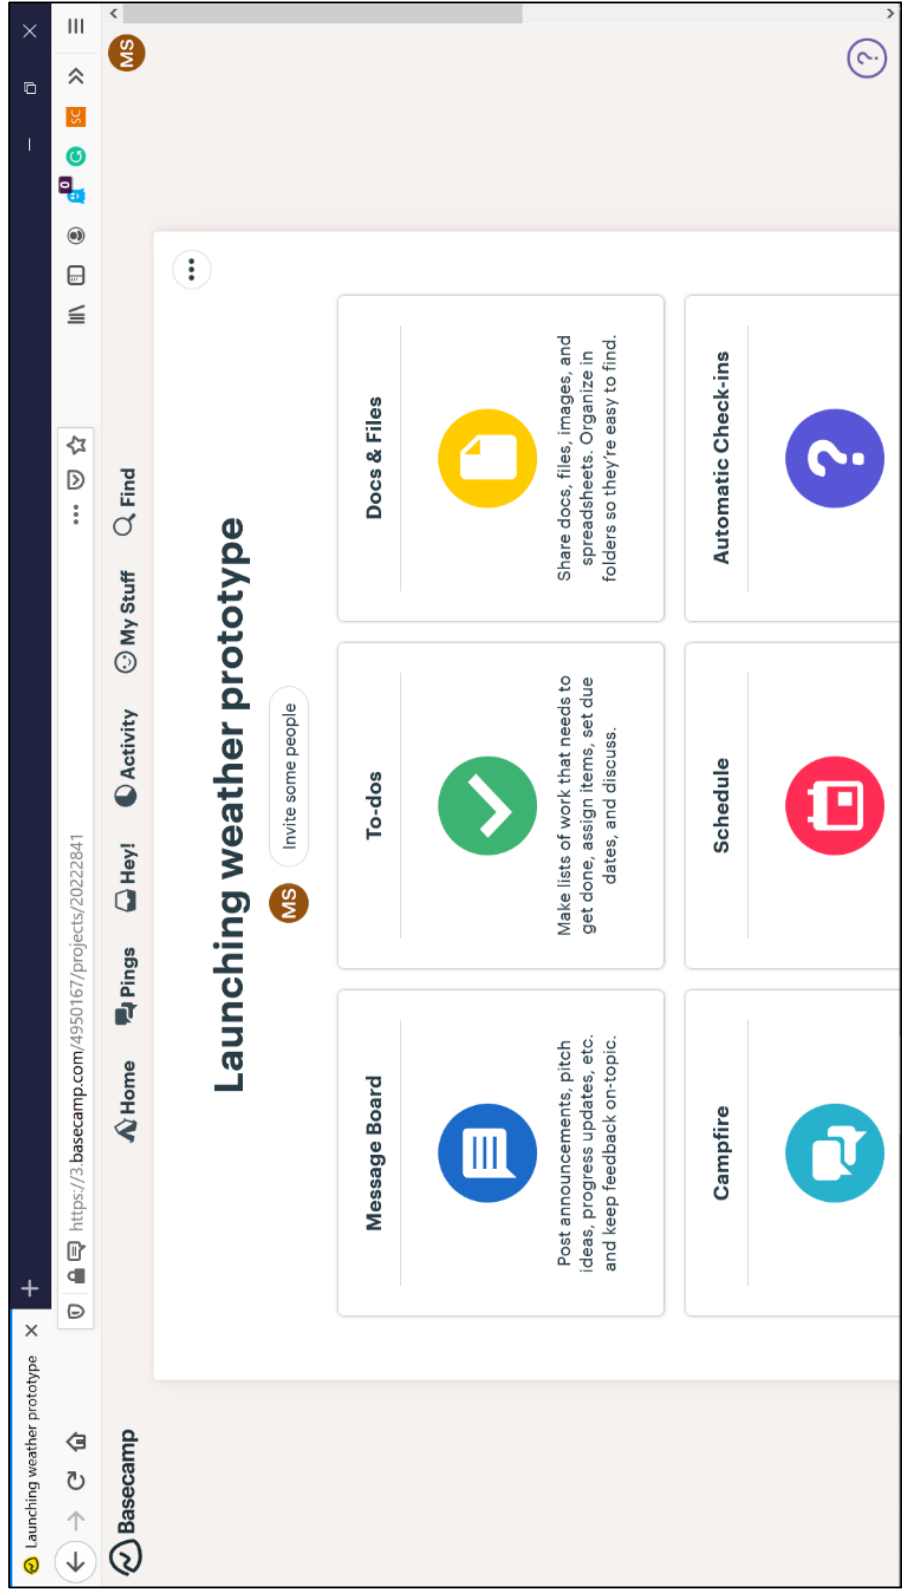 Launching weather prototype
https://3.basecamp.com/4950167/projects/20222841
0
SC
G
Basecamp
Home
Pings
Hey!
Activity
My Stuff
Find
MS
Launching weather prototype
MS
Invite some people
Message Board
Post announcements, pitch
ideas, progress updates, etc.
and keep feedback on-topic.
To-dos
Make lists of work that needs to
get done, assign items, set due
dates, and discuss.
Docs & Files
Share docs, files, images, and
spreadsheets. Organize in
folders so they're easy to find.
Campfire
Schedule
Automatic Check-ins
?
?